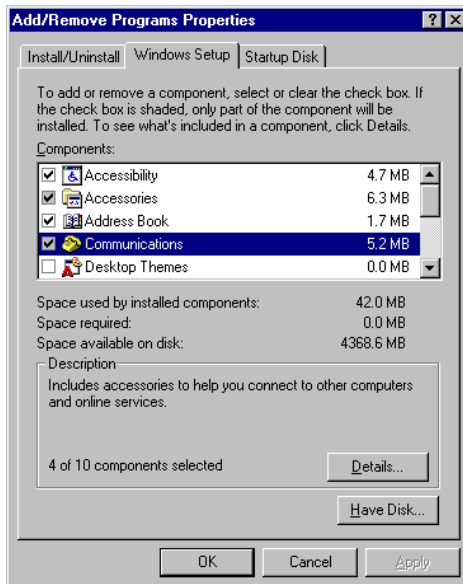 Add/Remove Programs Properties
Install/Uninstall Windows Setup Startup Disk
To add or remove a component, select or clear the check box. If
the check box is shaded, only part of the component will be
installed. To see what's included in a component, click Details.
Components:
Accessibility 4.7 MB
Accessories 6.3 MB
Address Book 1.7 MB
Communications 5.2 MB
Desktop Themes 0.0 MB
Space used by installed components: 42.0 MB
Space required: 0.0 MB
Space available on disk: 4368.6 MB
Description
Includes accessories to help you connect to other computers
and online services.
4 of 10 components selected
Details...
Have Disk...
OK Cancel Apply